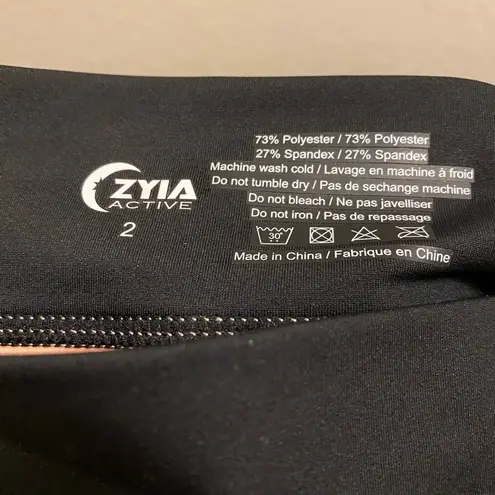 ZYIA
ACTIVE
2
73% Polyester / 73% Polyester
27% Spandex / 27% Spandex
Machine wash cold / Lavage en machine à froid
Do not tumble dry / Pas de sechange machine
Do not bleach / Ne pas javelliser
Do not iron / Pas de repassage
30°
Made in China / Fabrique en Chine